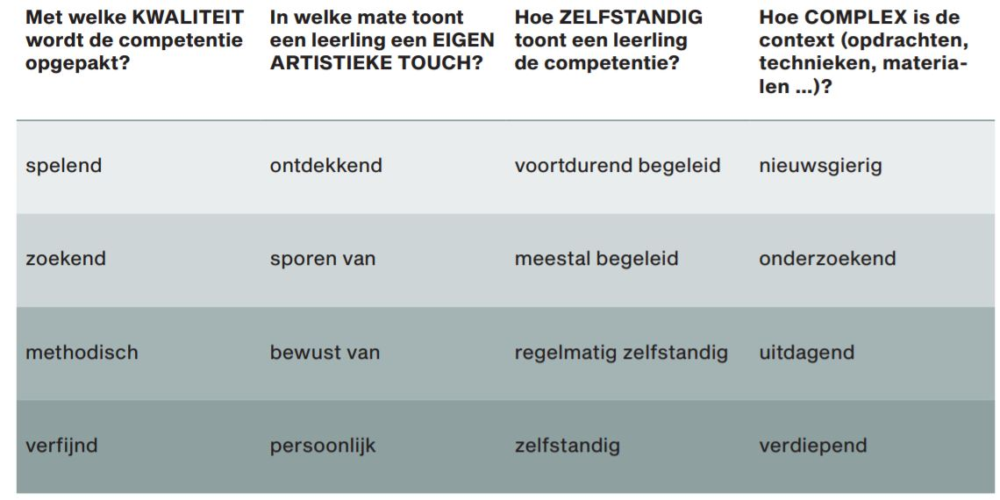 Met welke KWALITEIT wordt de competentie opgepakt?
In welke mate toont een leerling een EIGEN ARTISTIEKE TOUCH?
Hoe ZELFSTANDIG toont een leerling de competentie?
Hoe COMPLEX is de context (opdrachten, technieken, materia-
len ...)?
spelend ontdekkend voortdurend begeleid nieuwsgierig
zoekend sporen van meestal begeleid onderzoekend
methodisch bewust van regelmatig zelfstandig uitdagend
verfijnd persoonlijk zelfstandig verdiepend